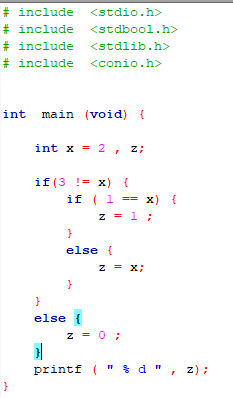 # include <stdio.h>
# include <stdbool.h>
# include <stdlib.h>
# include <conio.h>
int main (void) {
int x = 2 , z;
if(3 != x) {
if ( 1 == x) {
z = 1 ;
}
else {
z = x;
}
}
else {
z = 0 ;
}
printf ( " % d " , z);
}